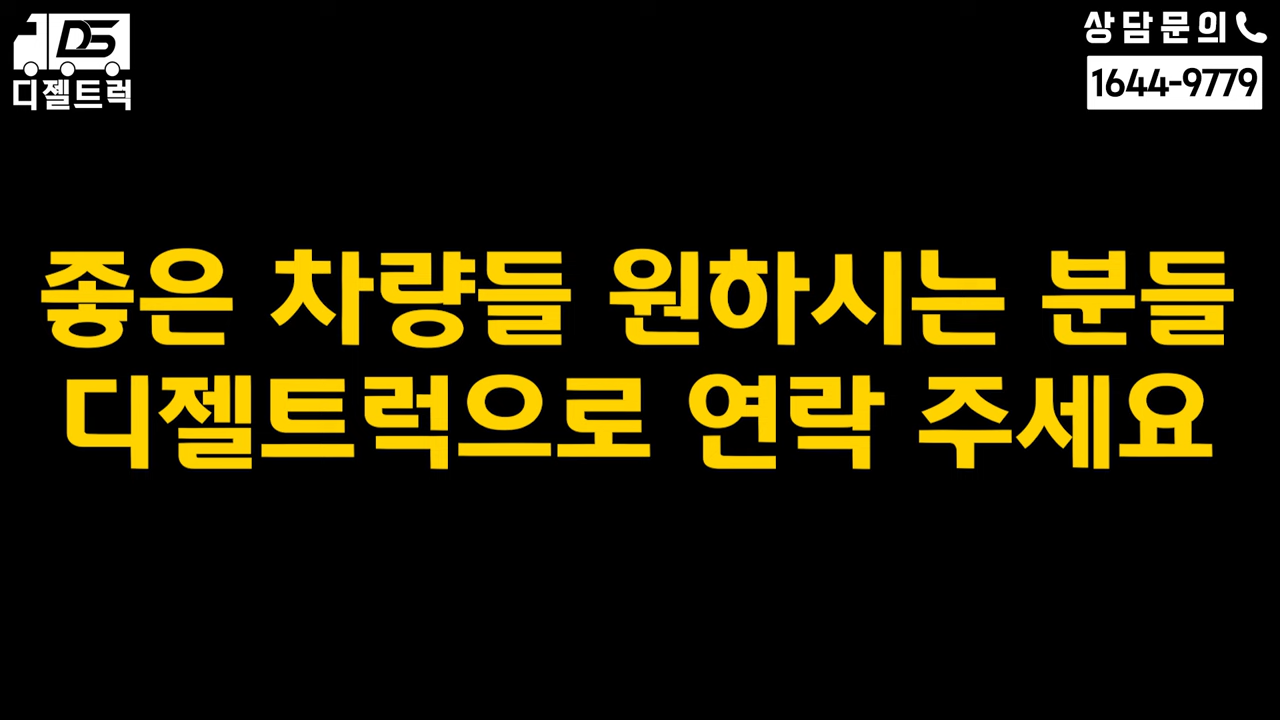 DS
디젤트럭
상담문의
1644-9779
좋은 차량들 원하시는 분들
디젤트럭으로 연락 주세요